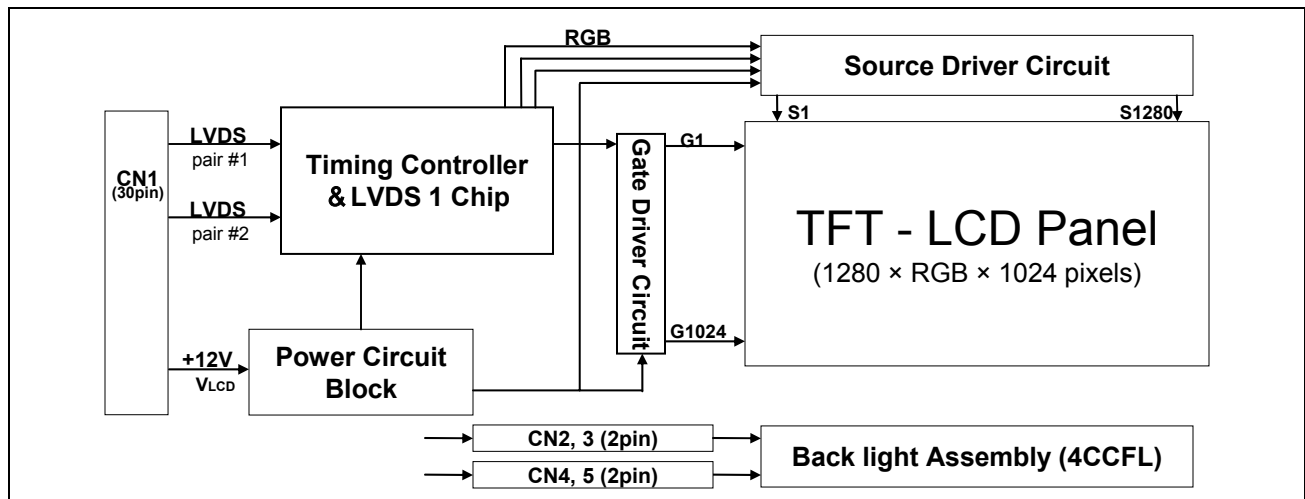 RGB
Source Driver Circuit
S1
S1280
CN1
(30pin)
LVDS
pair #1
LVDS
pair #2
Timing Controller
& LVDS 1 Chip
Gate Driver Circuit
G1
G1024
TFT - LCD Panel
(1280 × RGB × 1024 pixels)
+12V
VLCD
Power Circuit
Block
CN2, 3 (2pin)
CN4, 5 (2pin)
Back light Assembly (4CCFL)